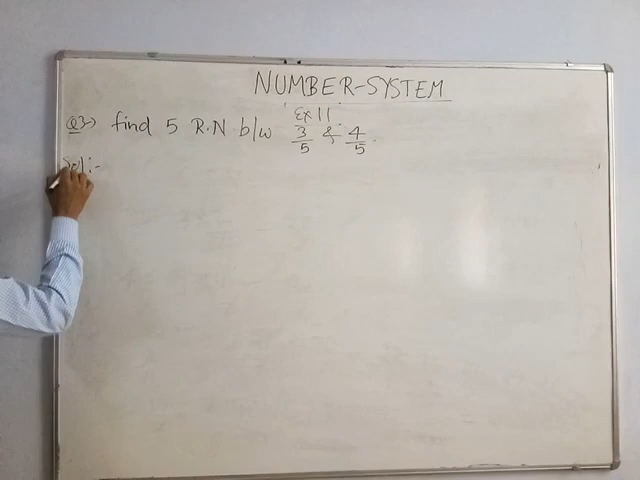 NUMBER-SYSTEM
Ex 1.1
Q3→ find 5 R.N. b/w 3/5 & 4/5.
Sol:-